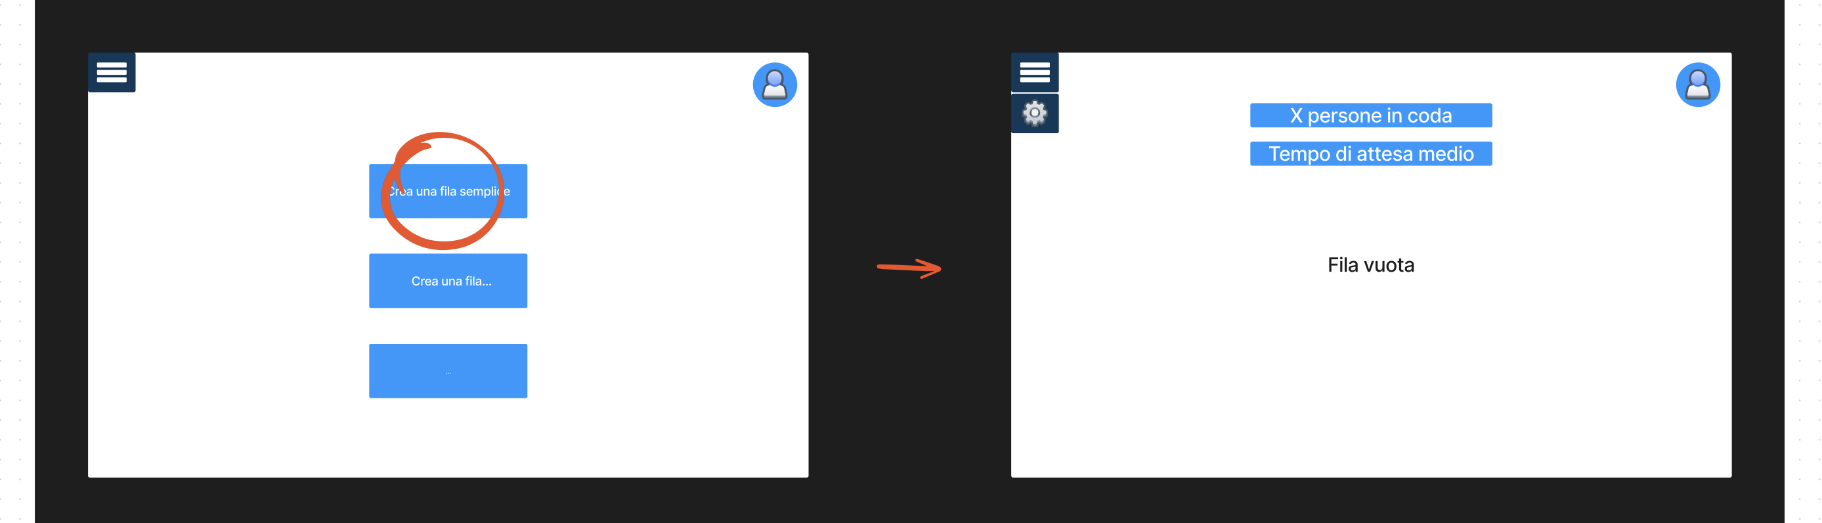 Crea una fila semplice
Crea una fila...
...
X persone in coda
Tempo di attesa medio
Fila vuota